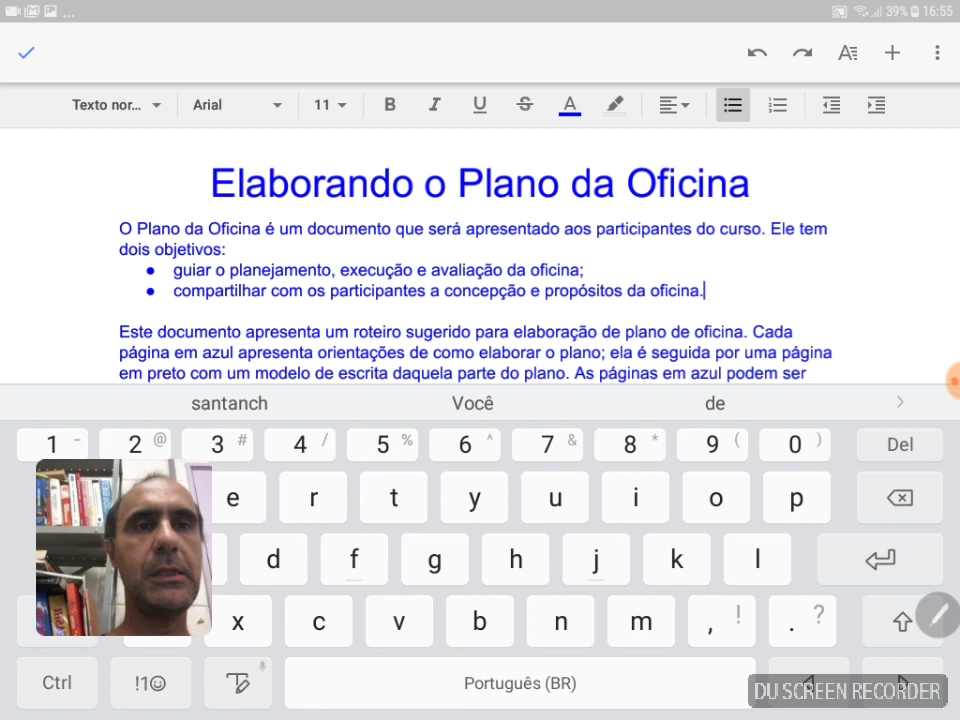 ... 39% 16:55
Texto nor... Arial 11 B I U S A
Elaborando o Plano da Oficina
O Plano da Oficina é um documento que será apresentado aos participantes do curso. Ele tem
dois objetivos:
● guiar o planejamento, execução e avaliação da oficina;
● compartilhar com os participantes a concepção e propósitos da oficina.
Este documento apresenta um roteiro sugerido para elaboração de plano de oficina. Cada
página em azul apresenta orientações de como elaborar o plano; ela é seguida por uma página
em preto com um modelo de escrita daquela parte do plano. As páginas em azul podem ser
santanch Você de
1 - 2 @ 3 # 4 / 5 % 6 ^ 7 & 8 * 9 ( 0 ) Del
e r t y u i o p
d f g h j k l
x c v b n m , ! . ?
Ctrl !1☺ Português (BR)
DU SCREEN RECORDER